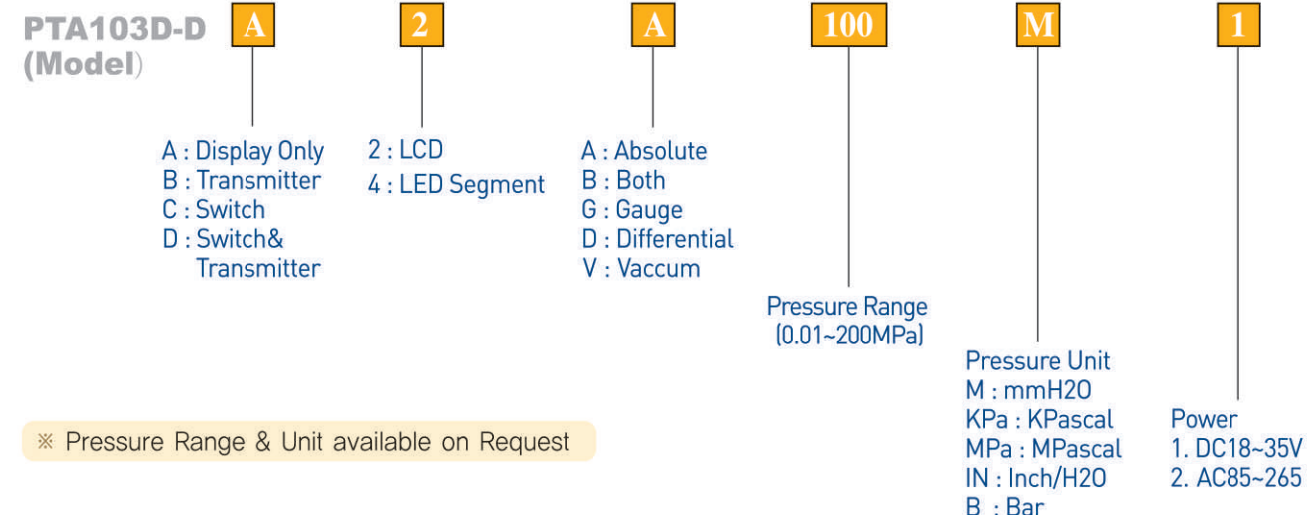 PTA103D-D A 2 A 100 M 1
(Model)
A : Display Only
B : Transmitter
C : Switch
D : Switch&
Transmitter
2 : LCD
4 : LED Segment
A : Absolute
B : Both
G : Gauge
D : Differential
V : Vaccum
Pressure Range
(0.01~200MPa)
Pressure Unit
M : mmH2O
KPa : KPascal
MPa : MPascal
IN : Inch/H2O
B : Bar
Power
1. DC18~35V
2. AC85~265
※ Pressure Range & Unit available on Request